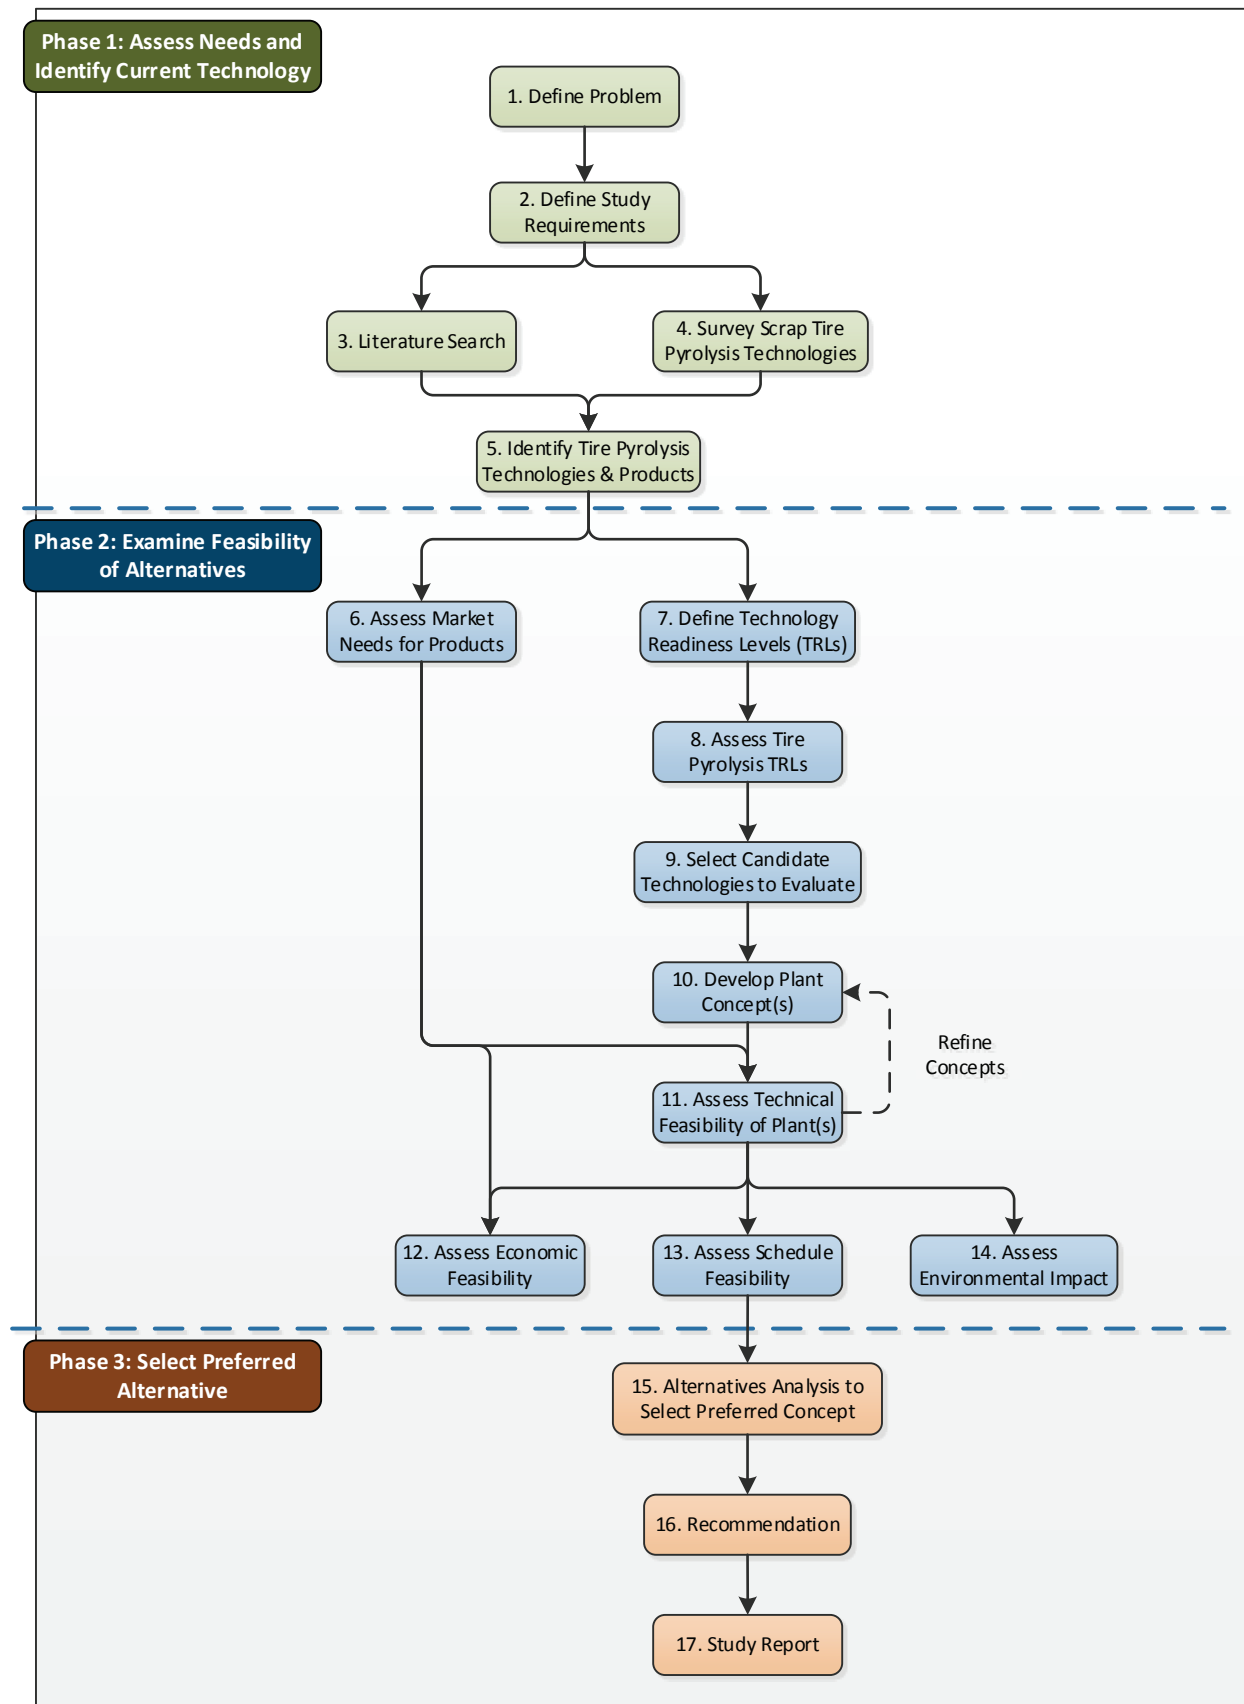 Phase 1: Assess Needs and
Identify Current Technology
1. Define Problem
2. Define Study
Requirements
3. Literature Search
4. Survey Scrap Tire
Pyrolysis Technologies
5. Identify Tire Pyrolysis
Technologies & Products
Phase 2: Examine Feasibility
of Alternatives
6. Assess Market
Needs for Products
7. Define Technology
Readiness Levels (TRLs)
8. Assess Tire
Pyrolysis TRLs
9. Select Candidate
Technologies to Evaluate
10. Develop Plant
Concept(s)
Refine
Concepts
11. Assess Technical
Feasibility of Plant(s)
12. Assess Economic
Feasibility
13. Assess Schedule
Feasibility
14. Assess
Environmental Impact
Phase 3: Select Preferred
Alternative
15. Alternatives Analysis to
Select Preferred Concept
16. Recommendation
17. Study Report